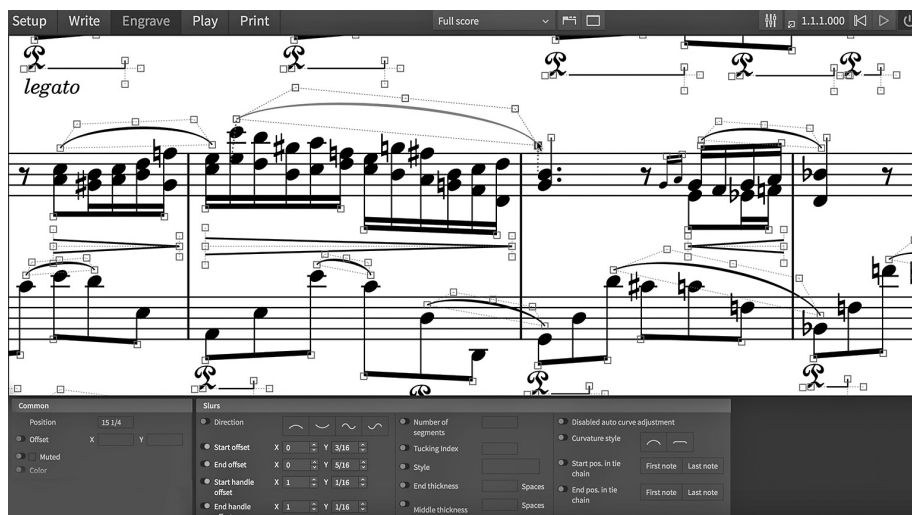 Setup Write Engrave Play Print Full score 1.1.1.000
legato
Common
Position 15 1/4
Offset X Y
Muted
Color
Slurs
Direction
Start offset X 0 Y 3/16
End offset X 0 Y 5/16
Start handle offset X 1 Y 1/16
End handle X 1 Y 1/16
Number of segments
Tucking Index
Style
End thickness Spaces
Middle thickness Spaces
Disabled auto curve adjustment
Curvature style
Start pos. in tie chain First note Last note
End pos. in tie chain First note Last note